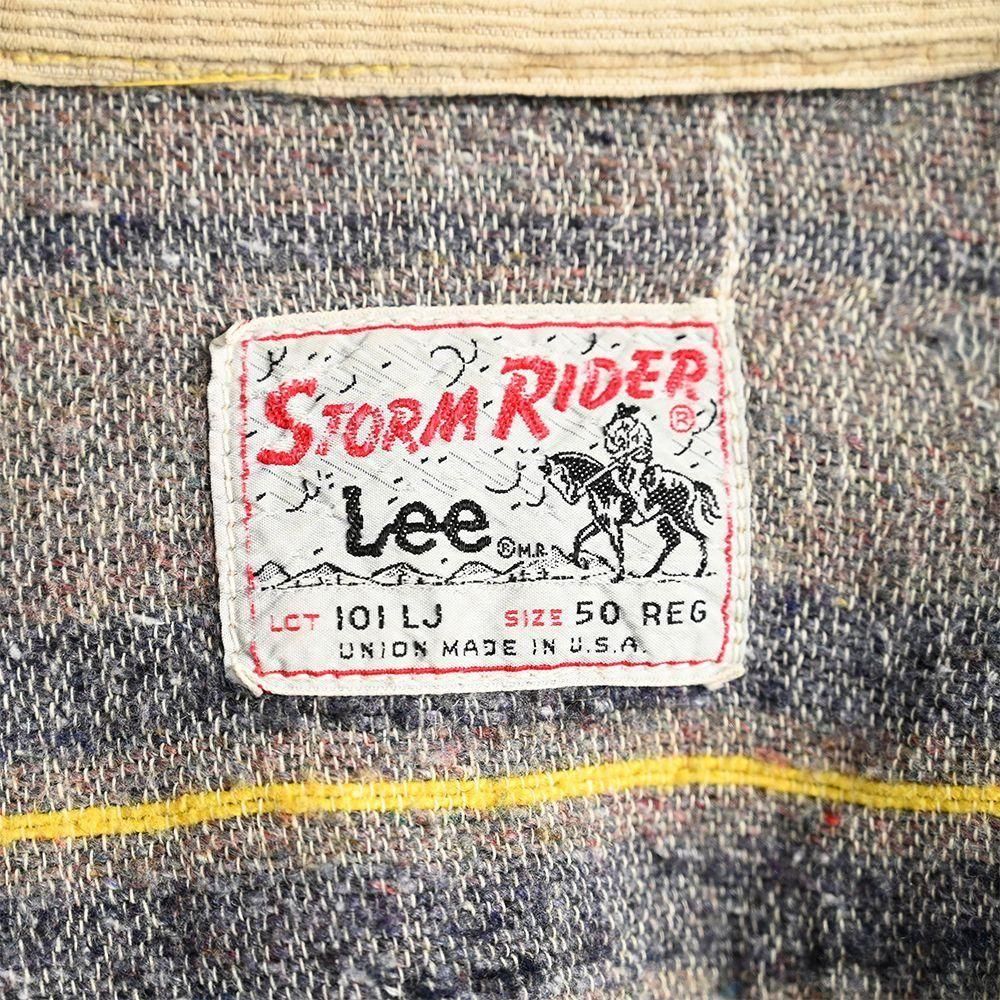 STORM RIDER ®
Lee ® M.R.
LOT 101 LJ SIZE 50 REG
UNION MADE IN U.S.A.